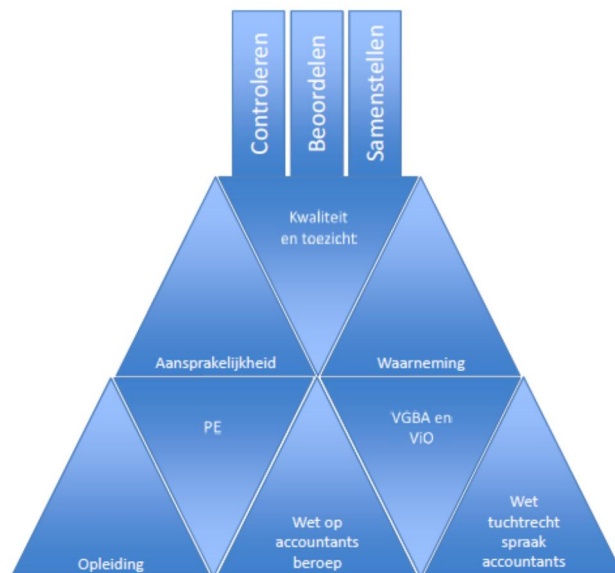 Controleren
Beoordelen
Samenstellen
Kwaliteit
en toezicht
Aansprakelijkheid
Waarneming
PE
VGBA en
ViO
Opleiding
Wet op
accountants
beroep
Wet
tuchtrecht
spraak
accountants